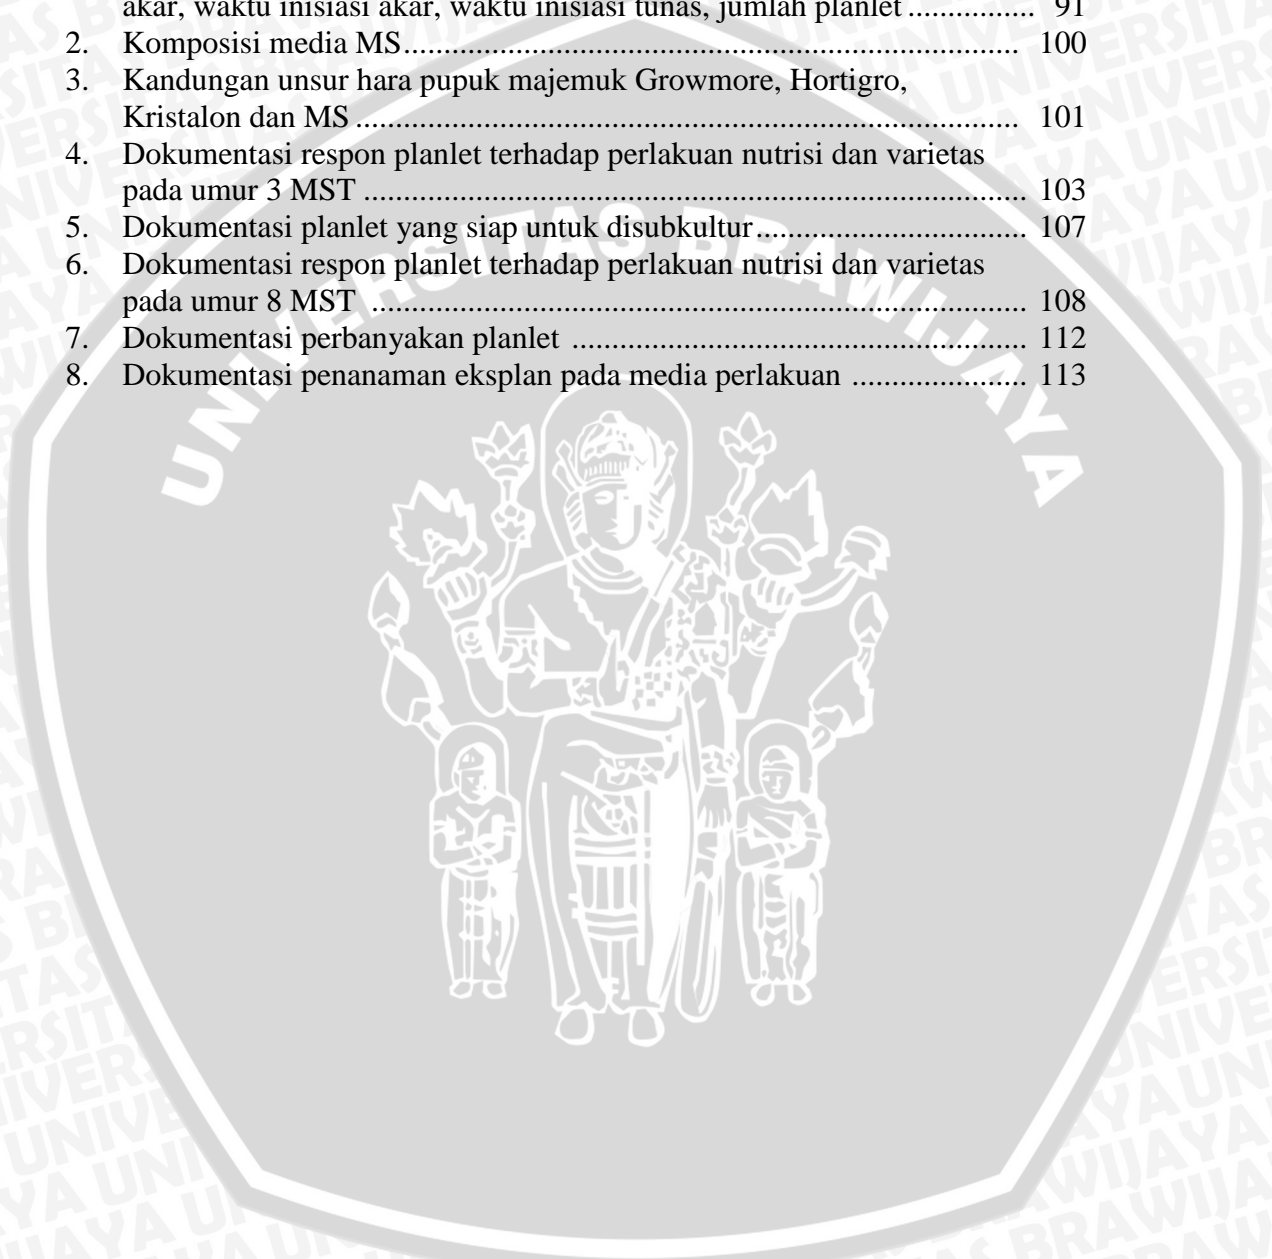 akar, waktu inisiasi akar, waktu inisiasi tunas, jumlah planlet ................ 91
2. Komposisi media MS............................................................................... 100
3. Kandungan unsur hara pupuk majemuk Growmore, Hortigro,
Kristalon dan MS ..................................................................................... 101
4. Dokumentasi respon planlet terhadap perlakuan nutrisi dan varietas
pada umur 3 MST ..................................................................................... 103
5. Dokumentasi planlet yang siap untuk disubkultur................................... 107
6. Dokumentasi respon planlet terhadap perlakuan nutrisi dan varietas
pada umur 8 MST .................................................................................... 108
7. Dokumentasi perbanyakan planlet .......................................................... 112
8. Dokumentasi penanaman eksplan pada media perlakuan ...................... 113
UNIVERSITAS BRAWIJAYA